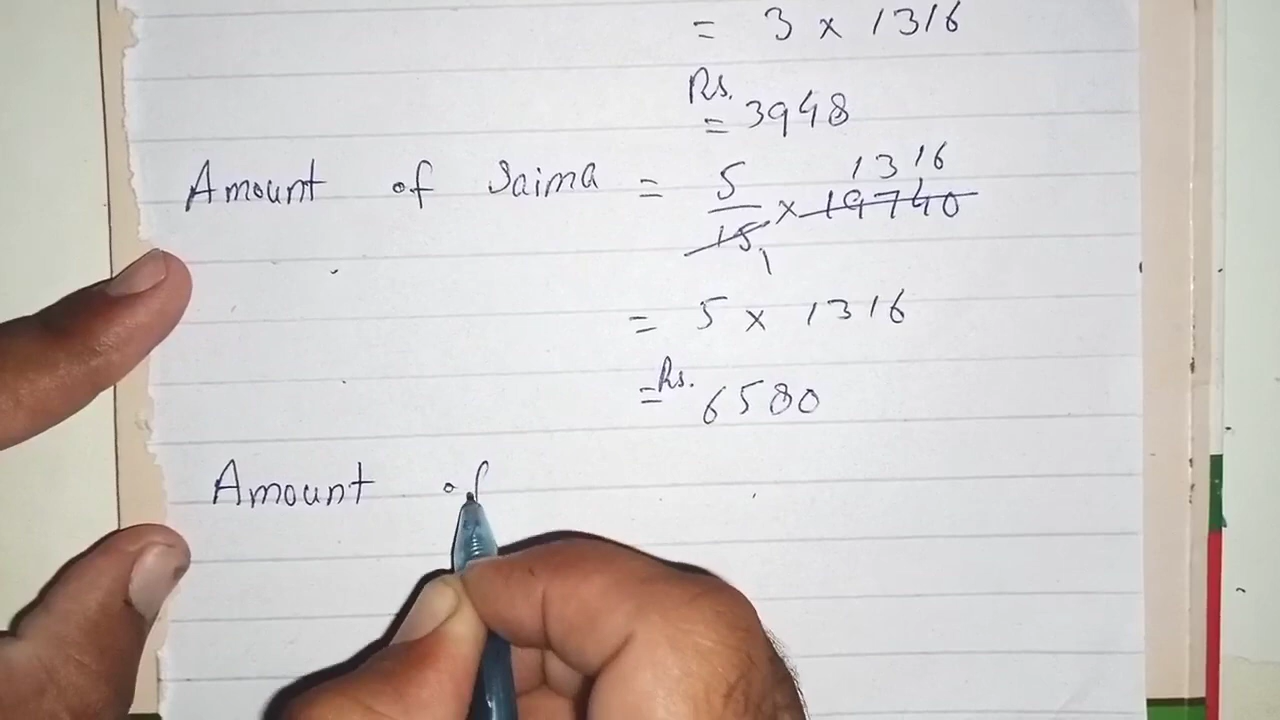 = 3 × 1316
Rs.
= 3948
1316
Amount of Saima = 5/15 × 19740
1
= 5 × 1316
= Rs. 6580
Amount of